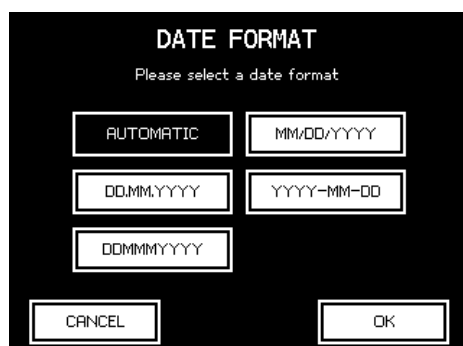 DATE FORMAT
Please select a date format
AUTOMATIC
MM/DD/YYYY
DD.MM.YYYY
YYYY-MM-DD
DDMMMYYYY
CANCEL
OK